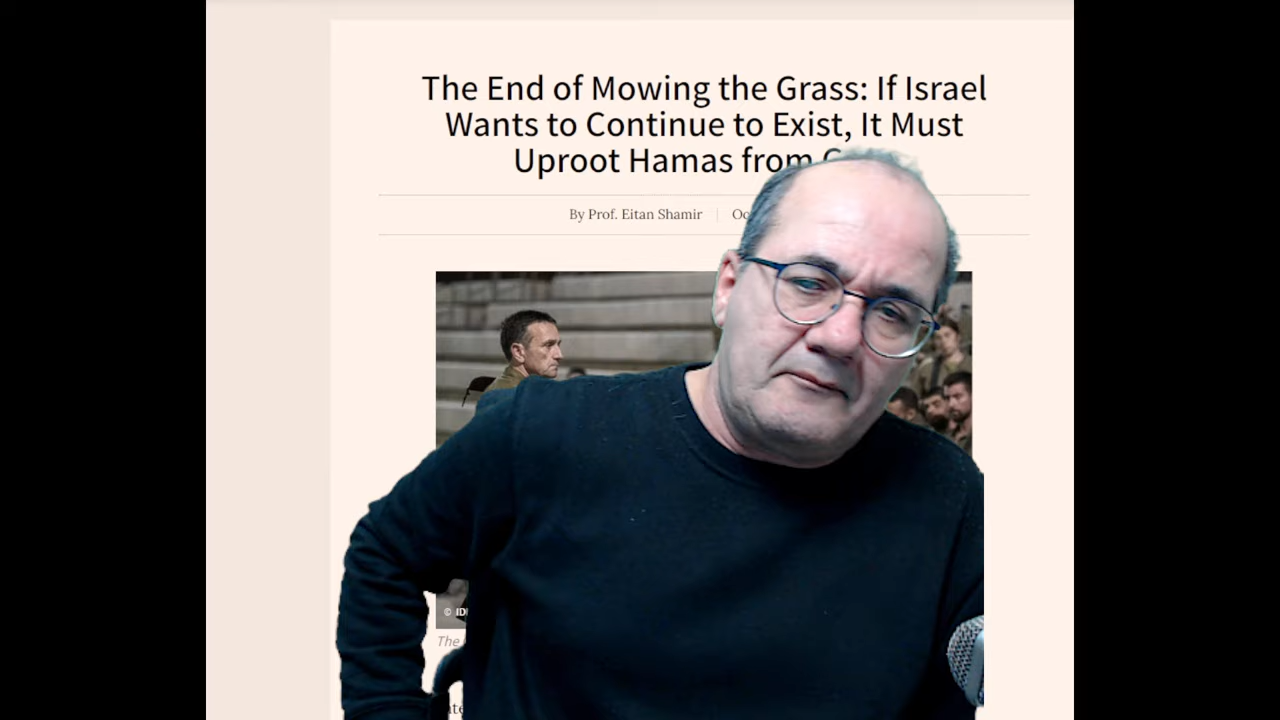 The End of Mowing the Grass: If Israel
Wants to Continue to Exist, It Must
Uproot Hamas from
By Prof. Eitan Shamir
©
The